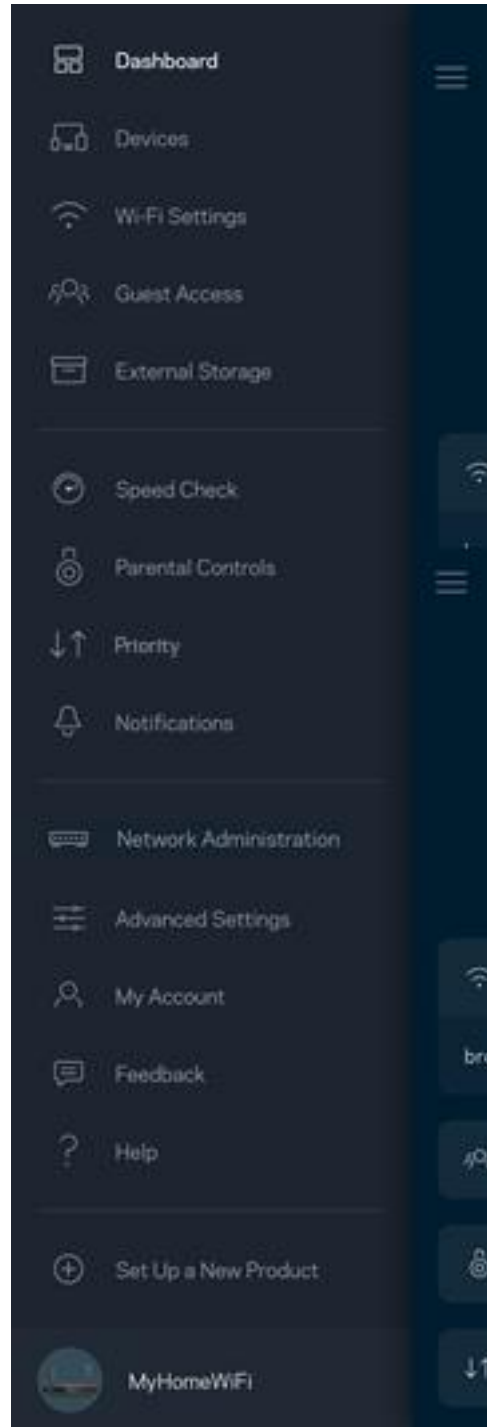 Dashboard
Devices
Wi-Fi Settings
Guest Access
External Storage
Speed Check
Parental Controls
Priority
Notifications
Network Administration
Advanced Settings
My Account
Feedback
Help
Set Up a New Product
MyHomeWiFi